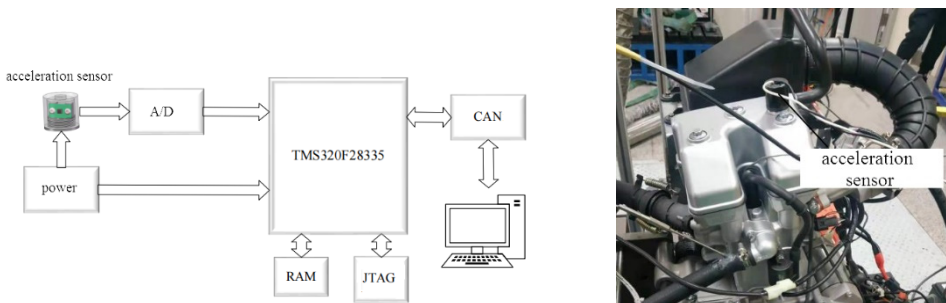 acceleration sensor
A/D
CAN
TMS320F28335
power
RAM
JTAG
acceleration
sensor